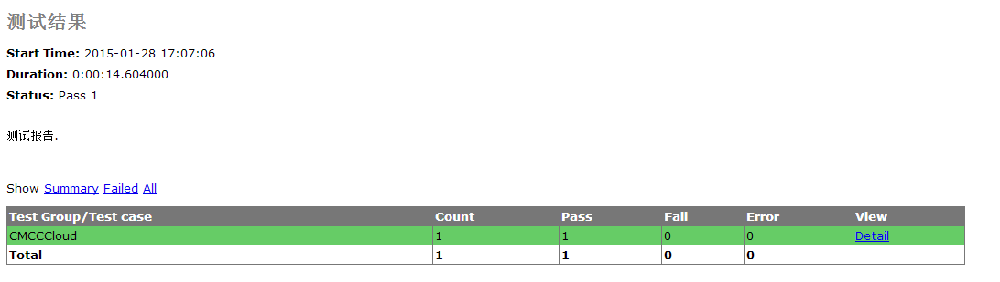 测试结果
Start Time: 2015-01-28 17:07:06
Duration: 0:00:14.604000
Status: Pass 1
测试报告.
Show Summary Failed All
Test Group/Test case Count Pass Fail Error View
CMCCCloud 1 1 0 0 Detail
Total 1 1 0 0